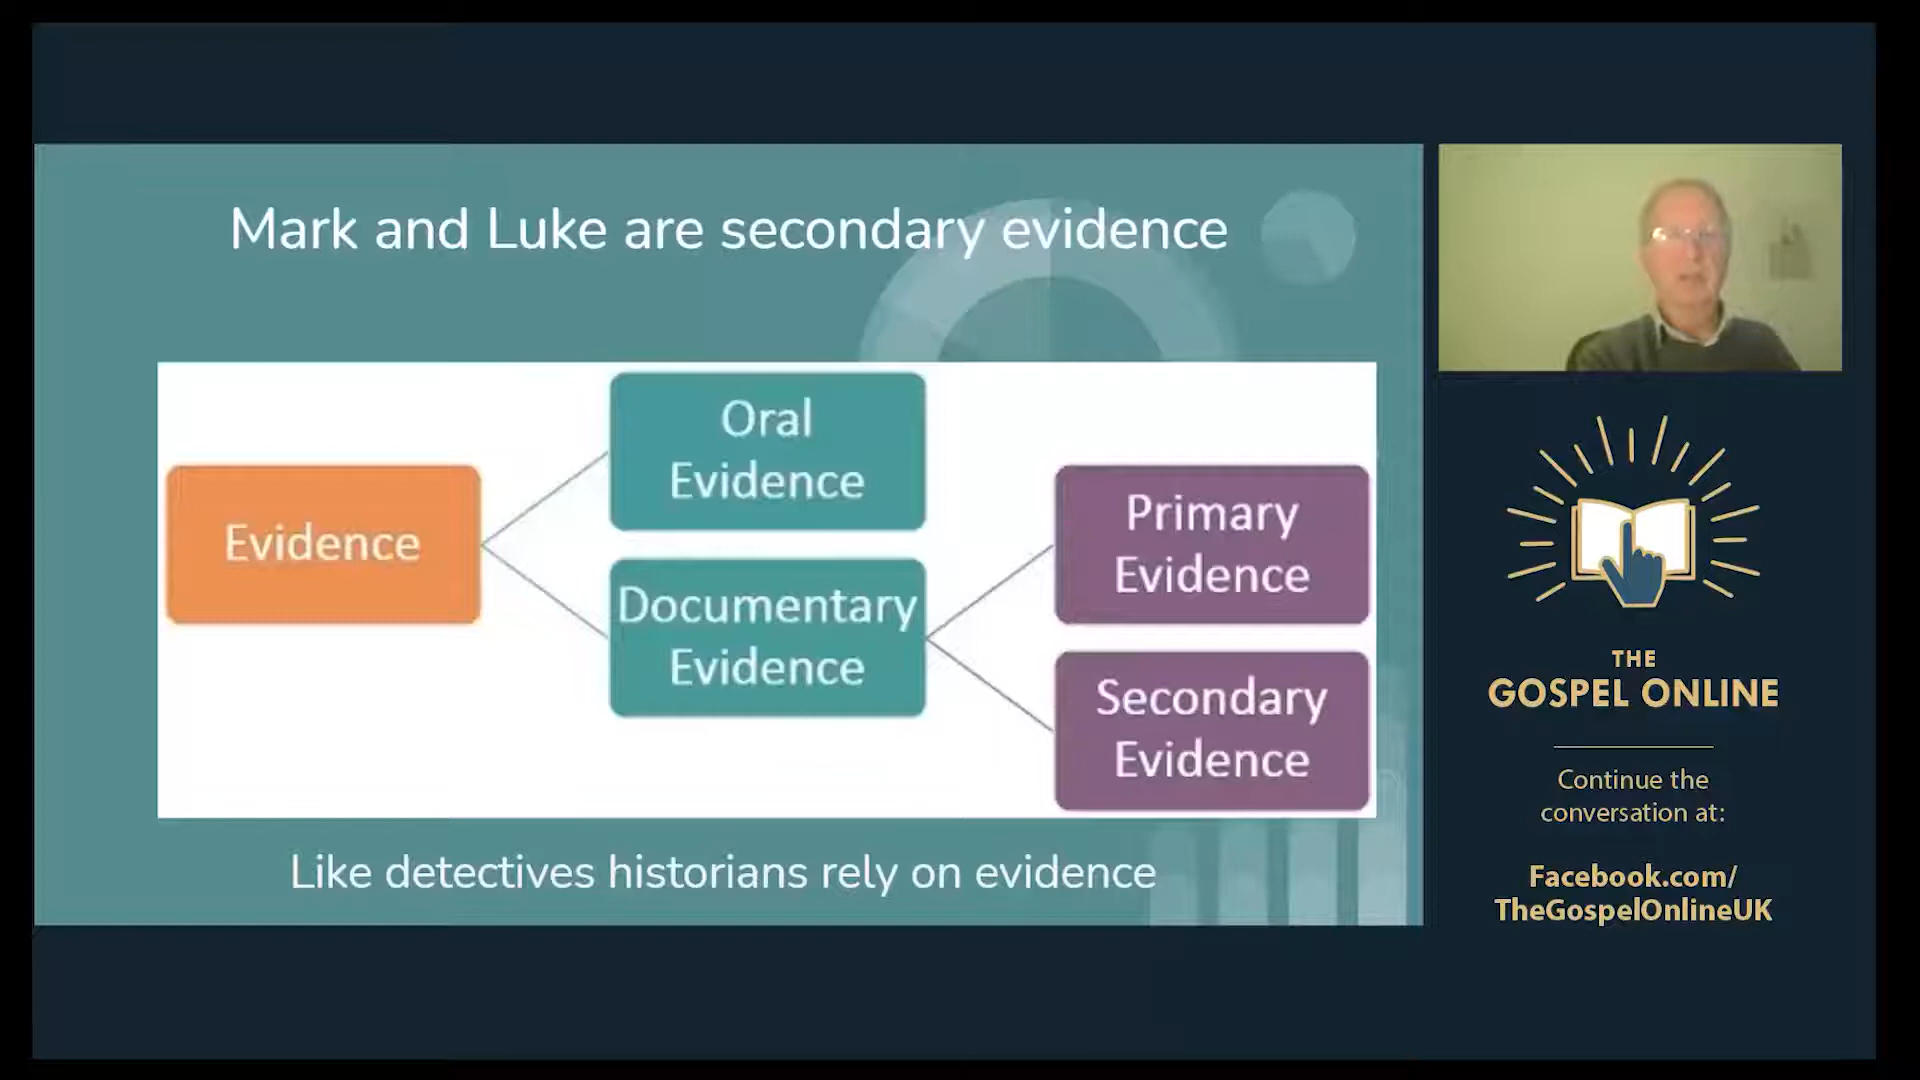 Mark and Luke are secondary evidence
Evidence
Oral
Evidence
Documentary
Evidence
Primary
Evidence
Secondary
Evidence
Like detectives historians rely on evidence
THE
GOSPEL ONLINE
Continue the
conversation at:
Facebook.com/
TheGospelOnlineUK